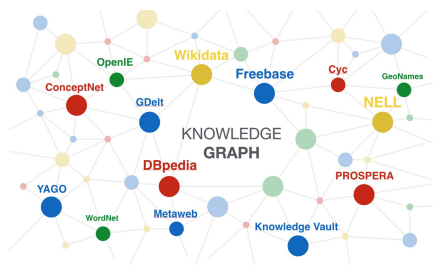 OpenIE
Wikidata
Cyc
Freebase
GeoNames
ConceptNet
GDelt
NELL
KNOWLEDGE
GRAPH
DBpedia
PROSPERA
YAGO
WordNet
Metaweb
Knowledge Vault